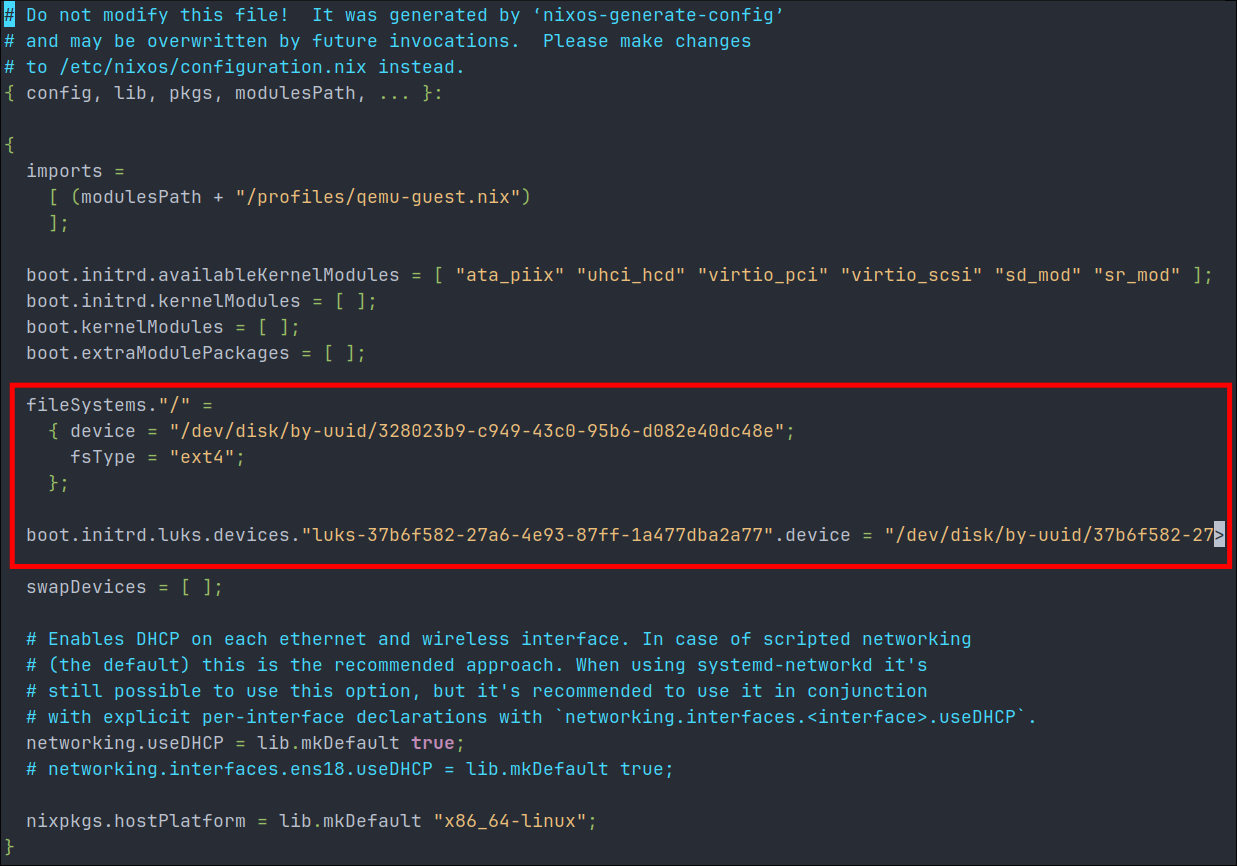 # Do not modify this file!  It was generated by ‘nixos-generate-config’
# and may be overwritten by future invocations.  Please make changes
# to /etc/nixos/configuration.nix instead.
{ config, lib, pkgs, modulesPath, ... }:

{
  imports =
    [ (modulesPath + "/profiles/qemu-guest.nix")
    ];

  boot.initrd.availableKernelModules = [ "ata_piix" "uhci_hcd" "virtio_pci" "virtio_scsi" "sd_mod" "sr_mod" ];
  boot.initrd.kernelModules = [ ];
  boot.kernelModules = [ ];
  boot.extraModulePackages = [ ];

  fileSystems."/" =
    { device = "/dev/disk/by-uuid/328023b9-c949-43c0-95b6-d082e40dc48e";
      fsType = "ext4";
    };

  boot.initrd.luks.devices."luks-37b6f582-27a6-4e93-87ff-1a477dba2a77".device = "/dev/disk/by-uuid/37b6f582-27>

  swapDevices = [ ];

  # Enables DHCP on each ethernet and wireless interface. In case of scripted networking
  # (the default) this is the recommended approach. When using systemd-networkd it's
  # still possible to use this option, but it's recommended to use it in conjunction
  # with explicit per-interface declarations with `networking.interfaces.<interface>.useDHCP`.
  networking.useDHCP = lib.mkDefault true;
  # networking.interfaces.ens18.useDHCP = lib.mkDefault true;

  nixpkgs.hostPlatform = lib.mkDefault "x86_64-linux";
}